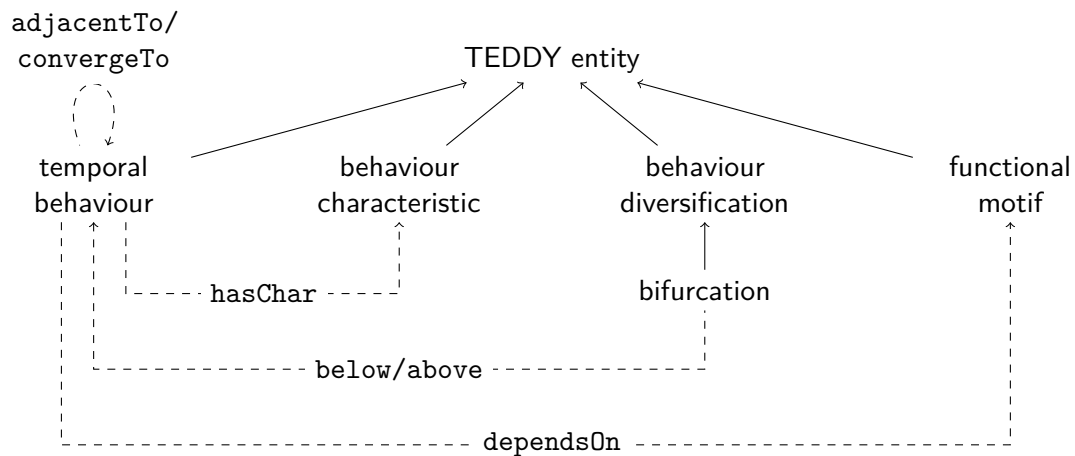 adjacentTo/
convergeTo
TEDDY entity
temporal
behaviour
behaviour
characteristic
behaviour
diversification
functional
motif
hasChar
bifurcation
below/above
dependsOn